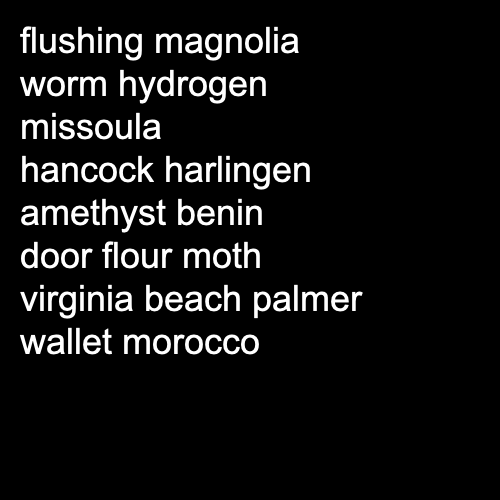 flushing magnolia
worm hydrogen
missoula
hancock harlingen
amethyst benin
door flour moth
virginia beach palmer
wallet morocco